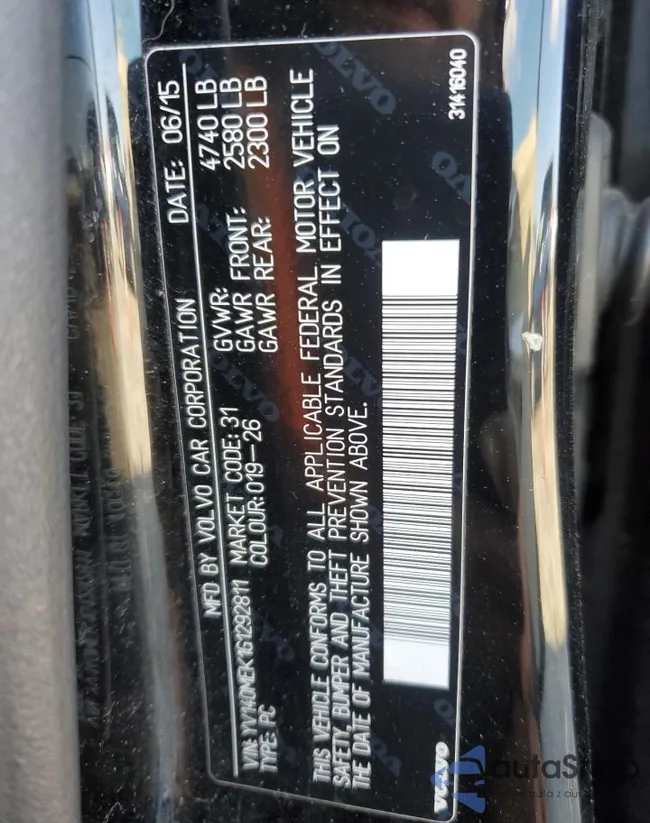 MFD BY VOLVO CAR CORPORATION DATE: 06/15
VIN: YV140MEK1G1292811 MARKET CODE: 31 GVWR: 4740 LB
TYPE: PC COLOUR: 019-26 GAWR FRONT: 2580 LB
GAWR REAR: 2300 LB
THIS VEHICLE CONFORMS TO ALL APPLICABLE FEDERAL MOTOR VEHICLE
SAFETY, BUMPER AND THEFT PREVENTION STANDARDS IN EFFECT ON
THE DATE OF MANUFACTURE SHOWN ABOVE.
VOLVO
31416040